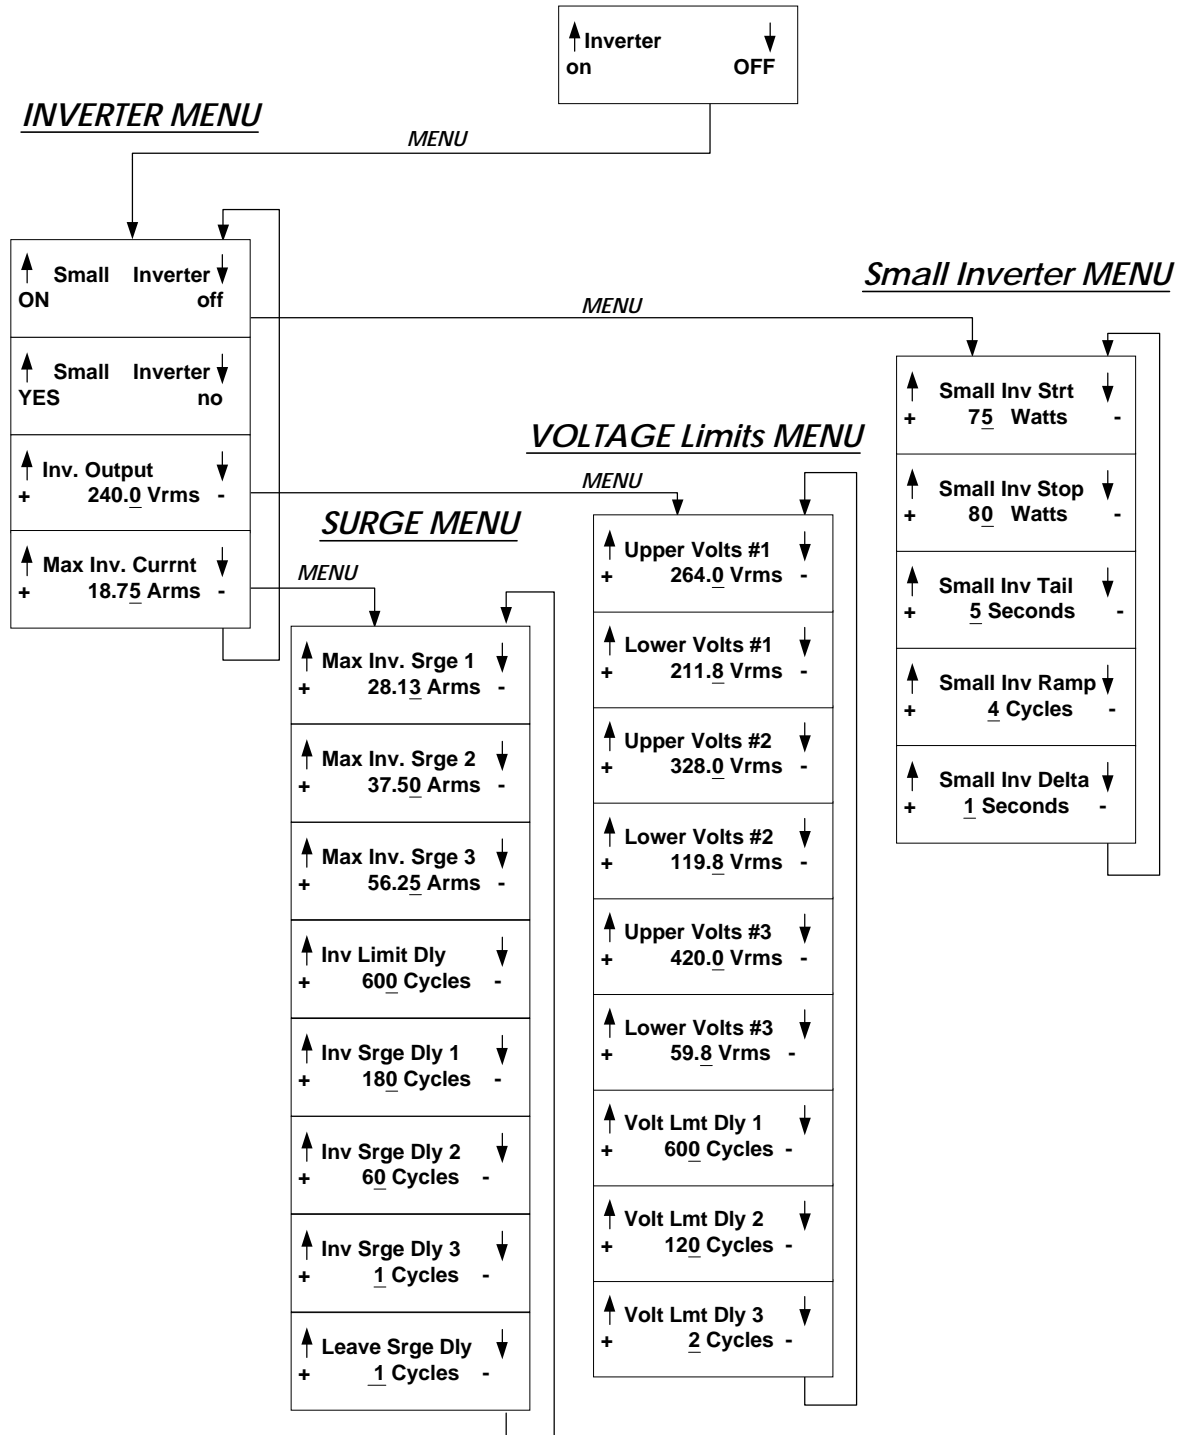 Inverter
on OFF
INVERTER MENU
MENU
Small Inverter
ON off
Small Inverter
YES no
Inv. Output
+ 240.0 Vrms -
Max Inv. Currnt
+ 18.75 Arms -
MENU
Small Inverter MENU
Small Inv Strt
+ 75 Watts -
Small Inv Stop
+ 80 Watts -
Small Inv Tail
+ 5 Seconds -
Small Inv Ramp
+ 4 Cycles -
Small Inv Delta
+ 1 Seconds -
VOLTAGE Limits MENU
MENU
Upper Volts #1
+ 264.0 Vrms -
Lower Volts #1
+ 211.8 Vrms -
Upper Volts #2
+ 328.0 Vrms -
Lower Volts #2
+ 119.8 Vrms -
Upper Volts #3
+ 420.0 Vrms -
Lower Volts #3
+ 59.8 Vrms -
Volt Lmt Dly 1
+ 600 Cycles -
Volt Lmt Dly 2
+ 120 Cycles -
Volt Lmt Dly 3
+ 2 Cycles -
SURGE MENU
MENU
Max Inv. Srge 1
+ 28.13 Arms -
Max Inv. Srge 2
+ 37.50 Arms -
Max Inv. Srge 3
+ 56.25 Arms -
Inv Limit Dly
+ 600 Cycles -
Inv Srge Dly 1
+ 180 Cycles -
Inv Srge Dly 2
+ 60 Cycles -
Inv Srge Dly 3
+ 1 Cycles -
Leave Srge Dly
+ 1 Cycles -